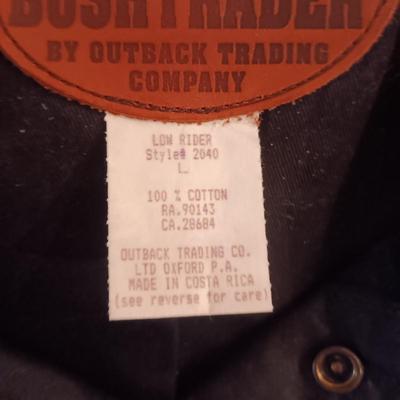 BUSHTRADER
BY OUTBACK TRADING
COMPANY
LOW RIDER
Style# 2040
L
100 % COTTON
RA.90143
CA.28684
OUTBACK TRADING CO.
LTD OXFORD P.A.
MADE IN COSTA RICA
(see reverse for care)